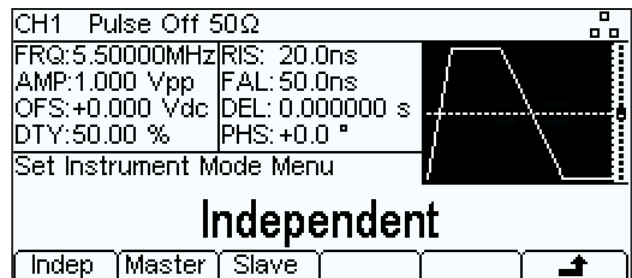 CH1 Pulse Off 50Ω
FRQ:5.50000MHz RIS: 20.0ns
AMP:1.000 Vpp FAL:50.0ns
OFS:+0.000 Vdc DEL: 0.000000 s
DTY:50.00 % PHS:+0.0 °
Set Instrument Mode Menu
Independent
Indep Master Slave